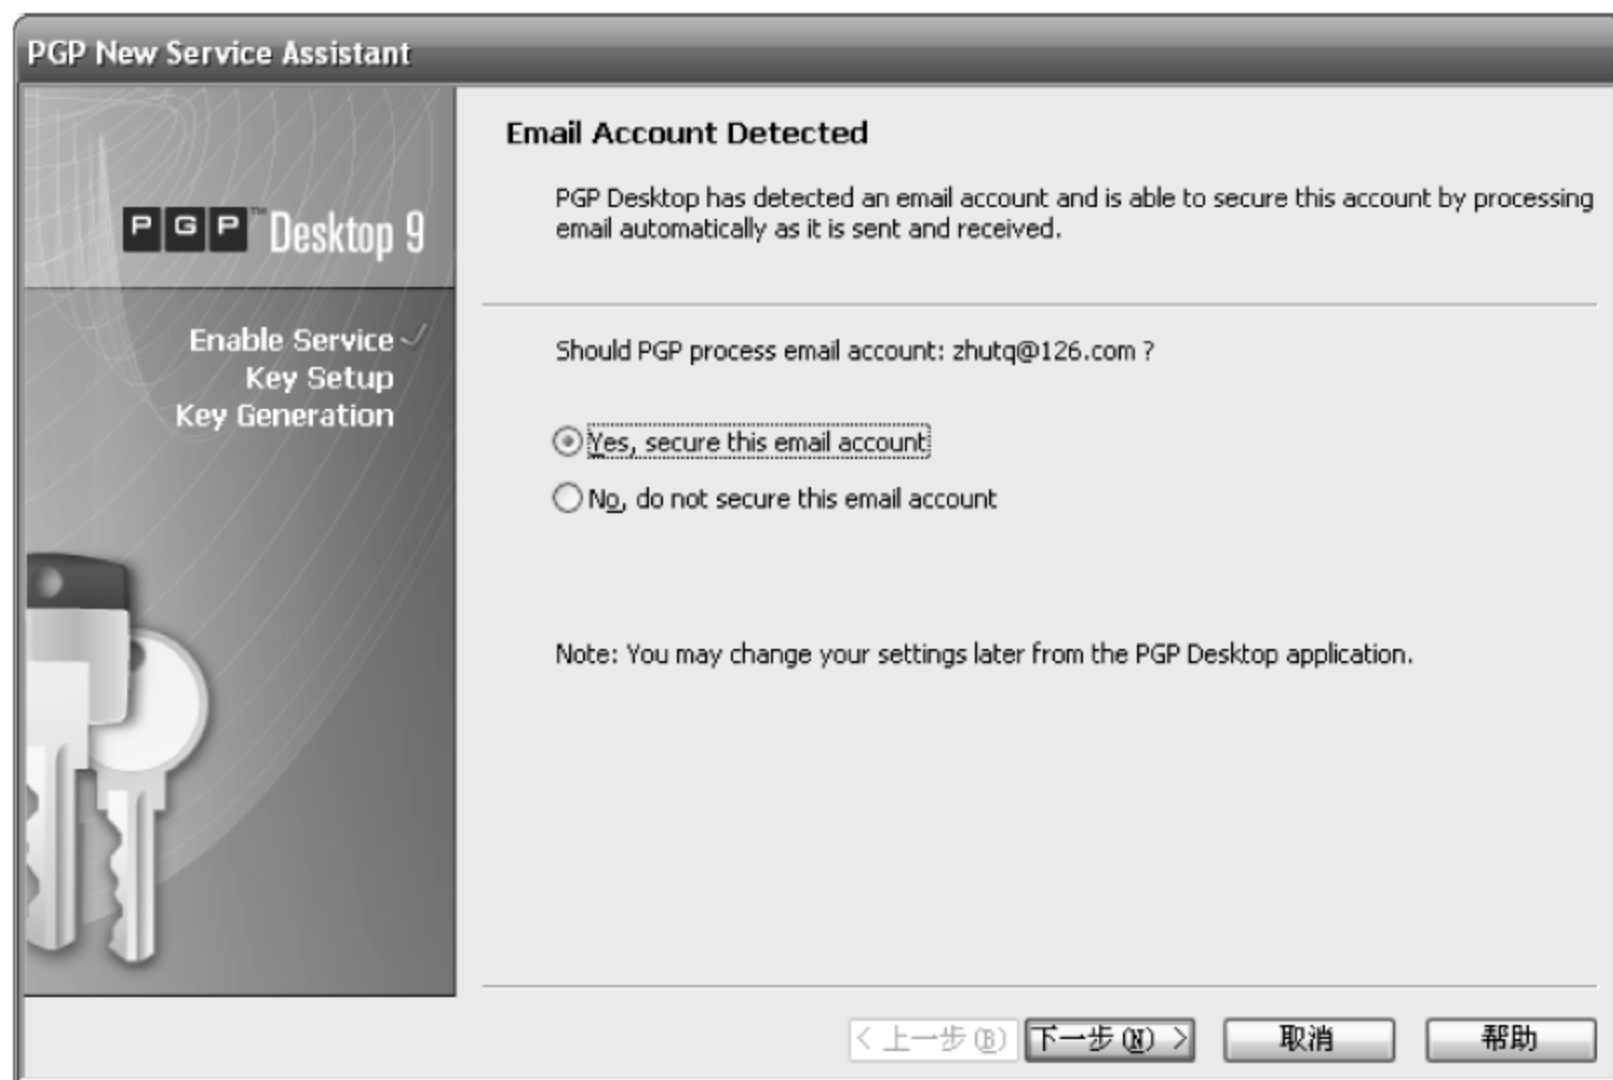 PGP New Service Assistant
PGP™ Desktop 9
Enable Service
Key Setup
Key Generation
Email Account Detected
PGP Desktop has detected an email account and is able to secure this account by processing
email automatically as it is sent and received.
Should PGP process email account: zhutq@126.com ?
Yes, secure this email account
No, do not secure this email account
Note: You may change your settings later from the PGP Desktop application.
< 上一步(B) 下一步(N) > 取消 帮助